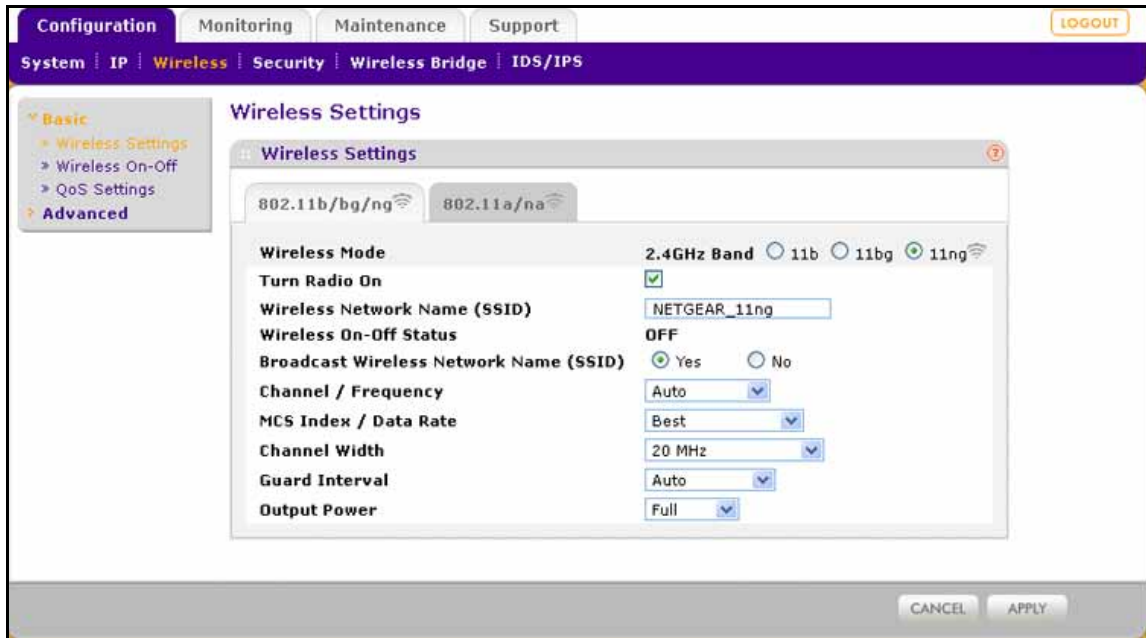 Configuration Monitoring Maintenance Support LOGOUT
System IP Wireless Security Wireless Bridge IDS/IPS
Basic
Wireless Settings
Wireless On-Off
QoS Settings
Advanced
Wireless Settings
Wireless Settings ?
802.11b/bg/ng 802.11a/na
Wireless Mode 2.4GHz Band 11b 11bg 11ng
Turn Radio On
Wireless Network Name (SSID) NETGEAR_11ng
Wireless On-Off Status OFF
Broadcast Wireless Network Name (SSID) Yes No
Channel / Frequency Auto
MCS Index / Data Rate Best
Channel Width 20 MHz
Guard Interval Auto
Output Power Full
CANCEL APPLY